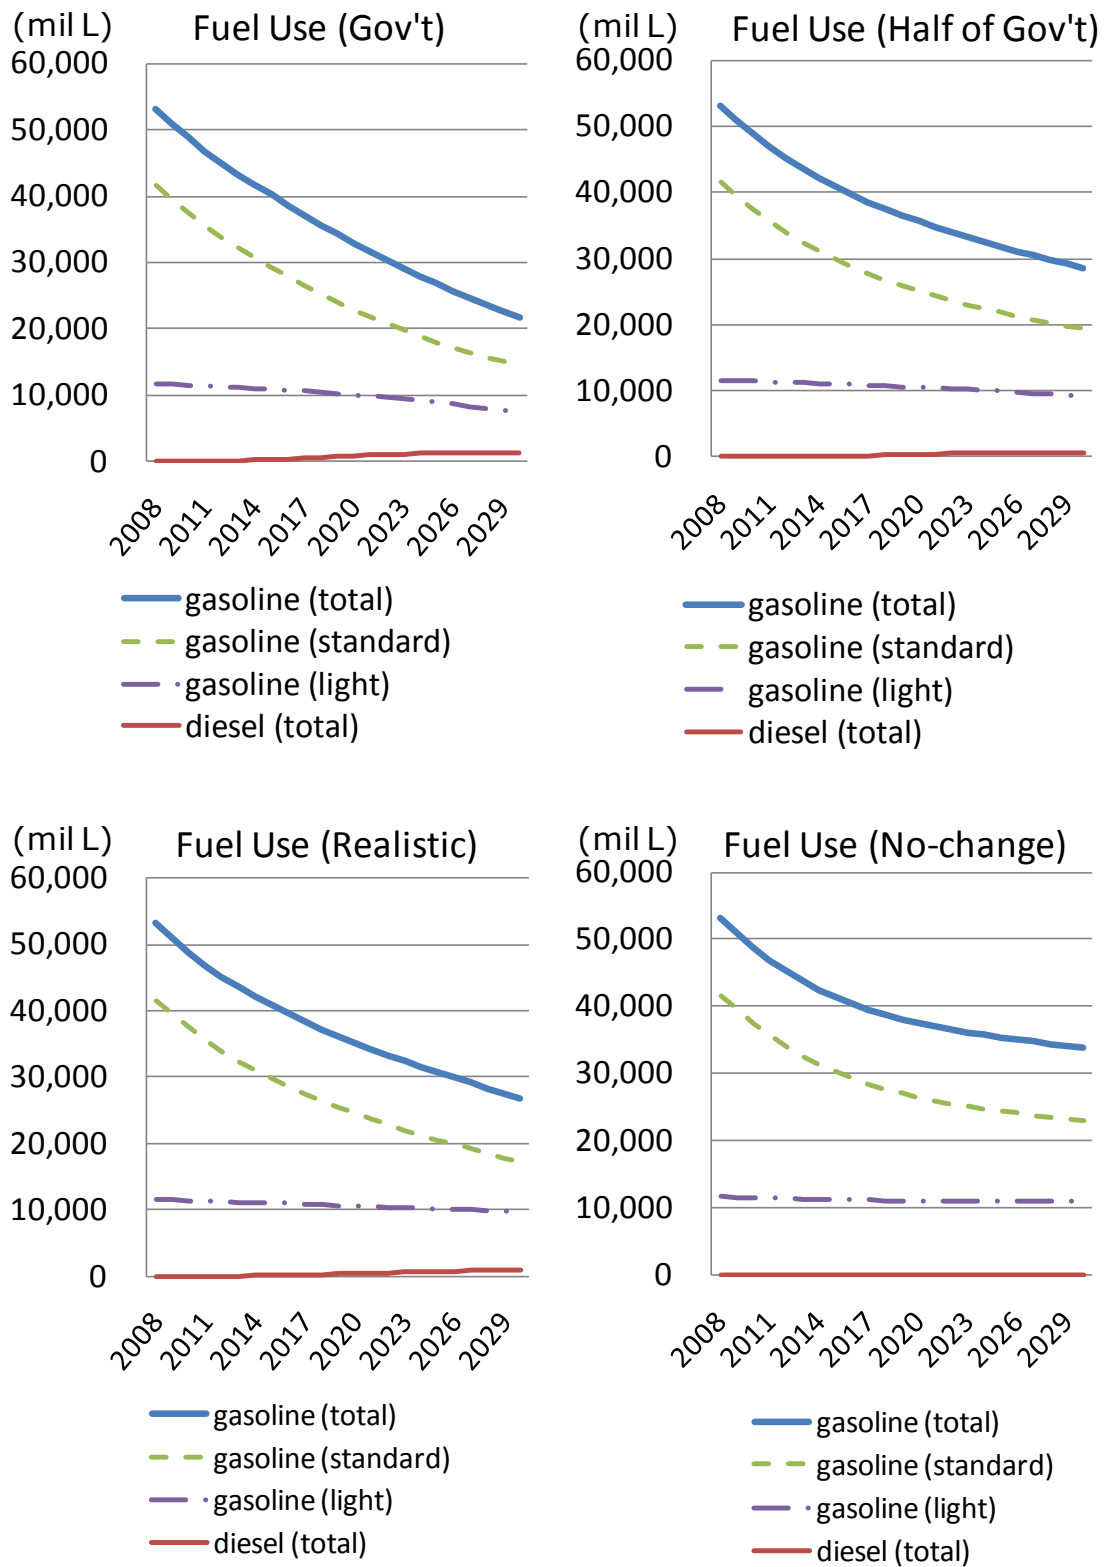 (mil L) Fuel Use (Gov't)
60,000
50,000
40,000
30,000
20,000
10,000
0
2008 2011 2014 2017 2020 2023 2026 2029
gasoline (total)
gasoline (standard)
gasoline (light)
diesel (total)
(mil L) Fuel Use (Half of Gov't)
60,000
50,000
40,000
30,000
20,000
10,000
0
2008 2011 2014 2017 2020 2023 2026 2029
gasoline (total)
gasoline (standard)
gasoline (light)
diesel (total)
(mil L) Fuel Use (Realistic)
60,000
50,000
40,000
30,000
20,000
10,000
0
2008 2011 2014 2017 2020 2023 2026 2029
gasoline (total)
gasoline (standard)
gasoline (light)
diesel (total)
(mil L) Fuel Use (No-change)
60,000
50,000
40,000
30,000
20,000
10,000
0
2008 2011 2014 2017 2020 2023 2026 2029
gasoline (total)
gasoline (standard)
gasoline (light)
diesel (total)